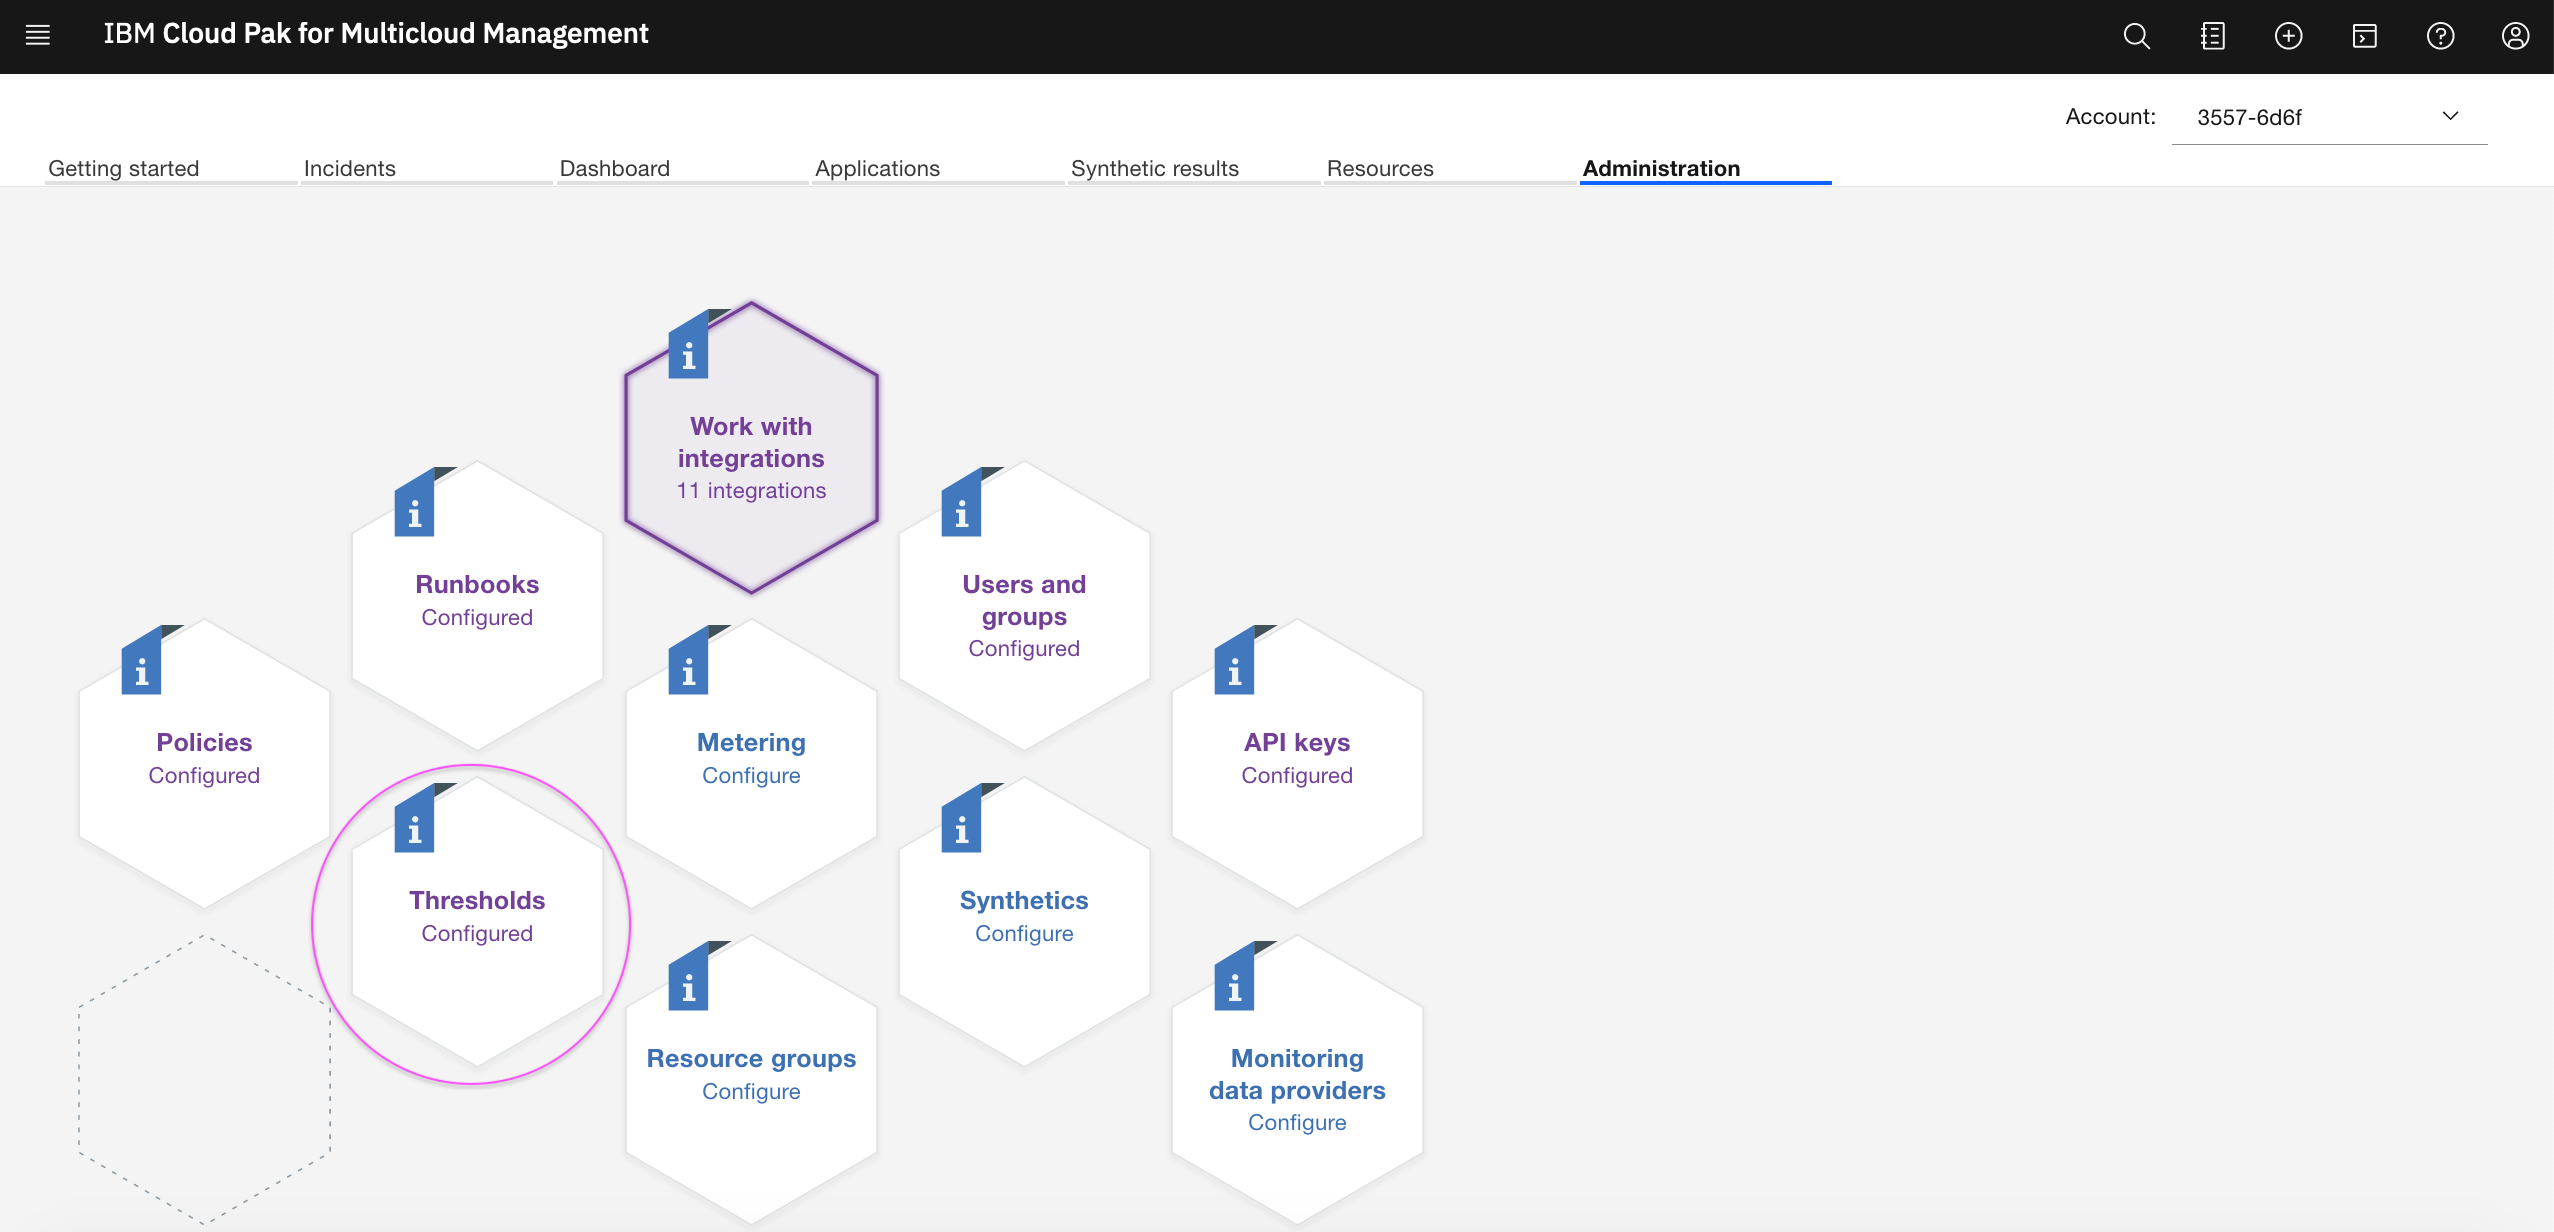 IBM Cloud Pak for Multicloud Management
Account: 3557-6d6f
Getting started Incidents Dashboard Applications Synthetic results Resources Administration
Work with
integrations
11 integrations
Runbooks
Configured
Users and
groups
Configured
Policies
Configured
Metering
Configure
API keys
Configured
Thresholds
Configured
Synthetics
Configure
Resource groups
Configure
Monitoring
data providers
Configure